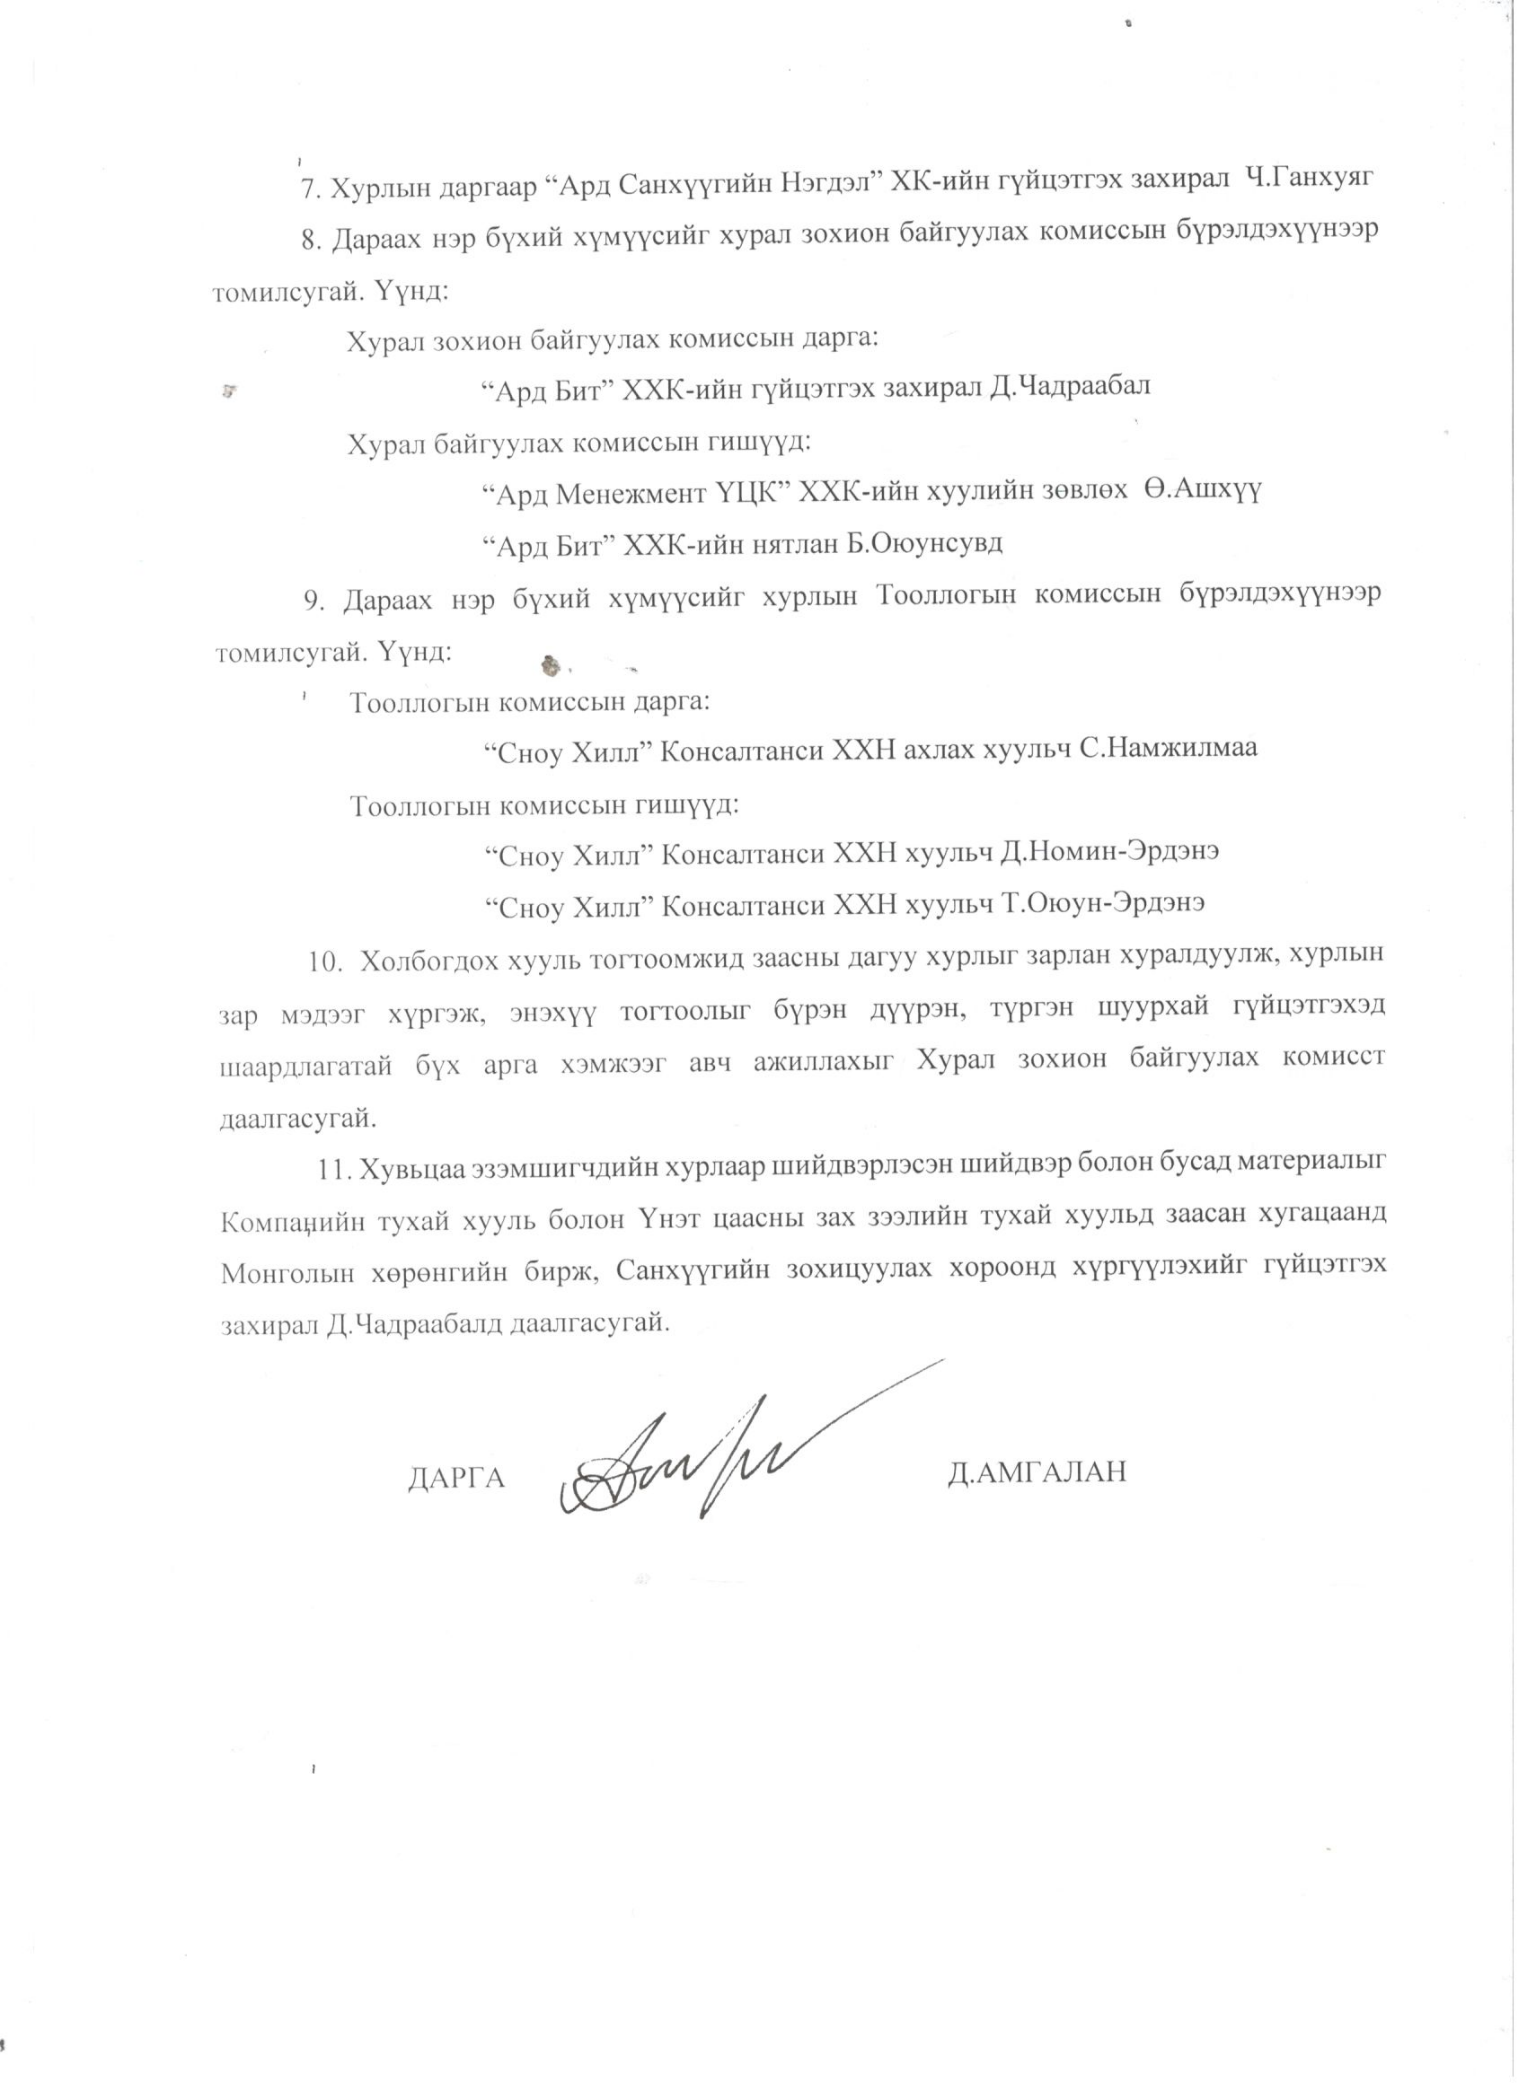 7. Хурлын даргаар “Ард Санхүүгийн Нэгдэл” ХК-ийн гүйцэтгэх захирал Ч.Ганхуяг
8. Дараах нэр бүхий хүмүүсийг хурал зохион байгуулах комиссын бүрэлдэхүүнээр
томилсугай. Үүнд:
Хурал зохион байгуулах комиссын дарга:
“Ард Бит” ХХК-ийн гүйцэтгэх захирал Д.Чадраабал
Хурал байгуулах комиссын гишүүд:
“Ард Менежмент ҮЦК” ХХК-ийн хуулийн зөвлөх Ө.Ашхүү
“Ард Бит” ХХК-ийн нятлан Б.Оюунсувд
9. Дараах нэр бүхий хүмүүсийг хурлын Тооллогын комиссын бүрэлдэхүүнээр
томилсугай. Үүнд:
Тооллогын комиссын дарга:
“Сноу Хилл” Консалтанси ХХН ахлах хуульч С.Намжилмаа
Тооллогын комиссын гишүүд:
“Сноу Хилл” Консалтанси ХХН хуульч Д.Номин-Эрдэнэ
“Сноу Хилл” Консалтанси ХХН хуульч Т.Оюун-Эрдэнэ
10. Холбогдох хууль тогтоомжид заасны дагуу хурлыг зарлан хуралдуулж, хурлын
зар мэдээг хүргэж, энэхүү тогтоолыг бүрэн дүүрэн, түргэн шуурхай гүйцэтгэхэд
шаардлагатай бүх арга хэмжээг авч ажиллахыг Хурал зохион байгуулах комисст
даалгасугай.
11. Хувьцаа эзэмшигчдийн хурлаар шийдвэрлэсэн шийдвэр болон бусад материалыг
Компанийн тухай хууль болон Үнэт цаасны зах зээлийн тухай хуульд заасан хугацаанд
Монголын хөрөнгийн бирж, Санхүүгийн зохицуулах хороонд хүргүүлэхийг гүйцэтгэх
захирал Д.Чадраабалд даалгасугай.
ДАРГА Д.АМГАЛАН